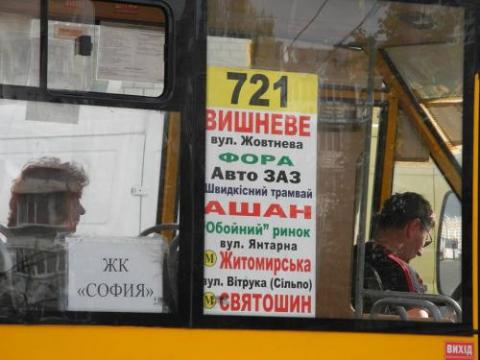 721
ВИШНЕВЕ
вул. Жовтнева
ФОРА
Авто ЗАЗ
Швидкісний трамвай
АШАН
"Обойний" ринок
вул. Янтарна
М Житомирська
вул. Вітрука (Сільпо)
М СВЯТОШИН
ЖК
«СОФИЯ»
ВИХІД